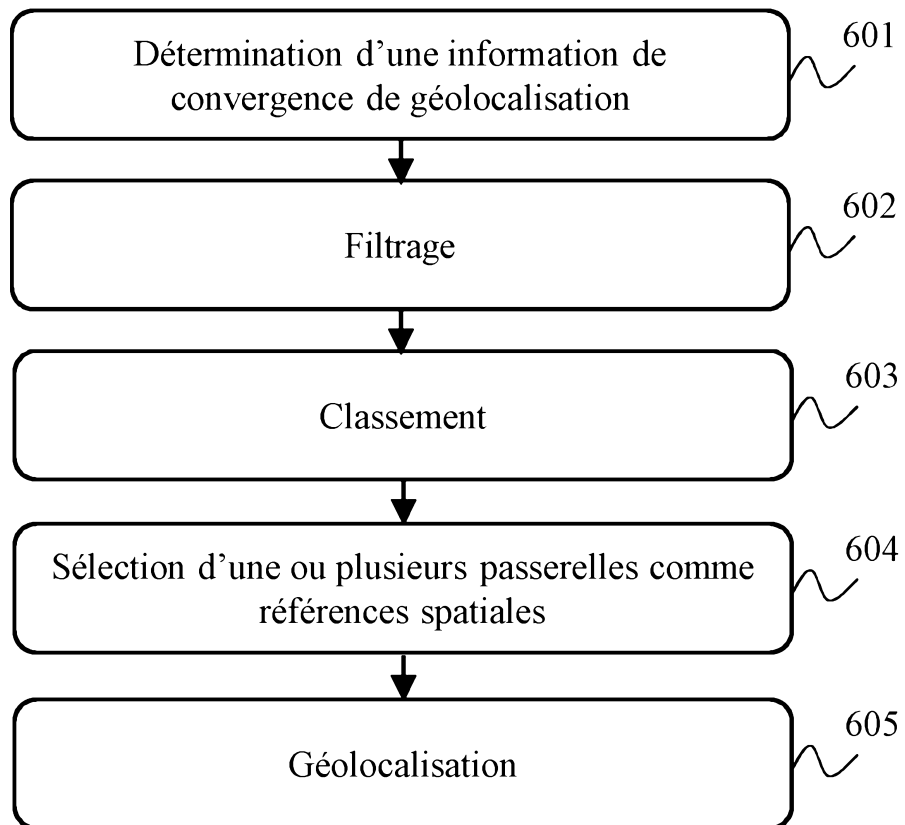 Détermination d’une information de
convergence de géolocalisation
601
Filtrage
602
Classement
603
Sélection d’une ou plusieurs passerelles comme
références spatiales
604
Géolocalisation
605